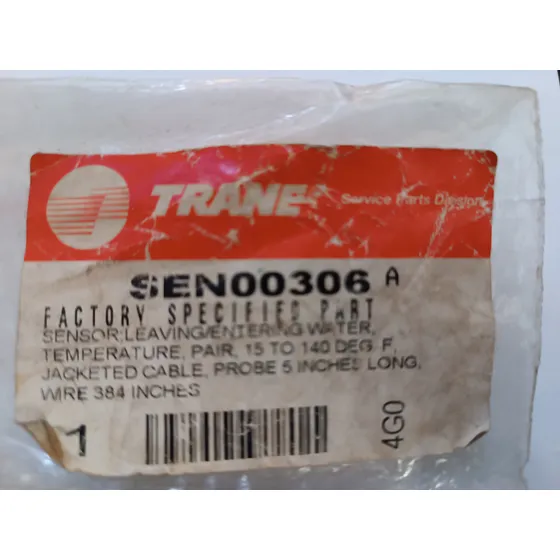 TRANE
Service Parts Division
SEN00306 A
FACTORY SPECIFIED PART
SENSOR;LEAVING/ENTERING WATER,
TEMPERATURE, PAIR, 15 TO 140 DEG F,
JACKETED CABLE, PROBE 5 INCHES LONG,
WIRE 384 INCHES
1
4G0